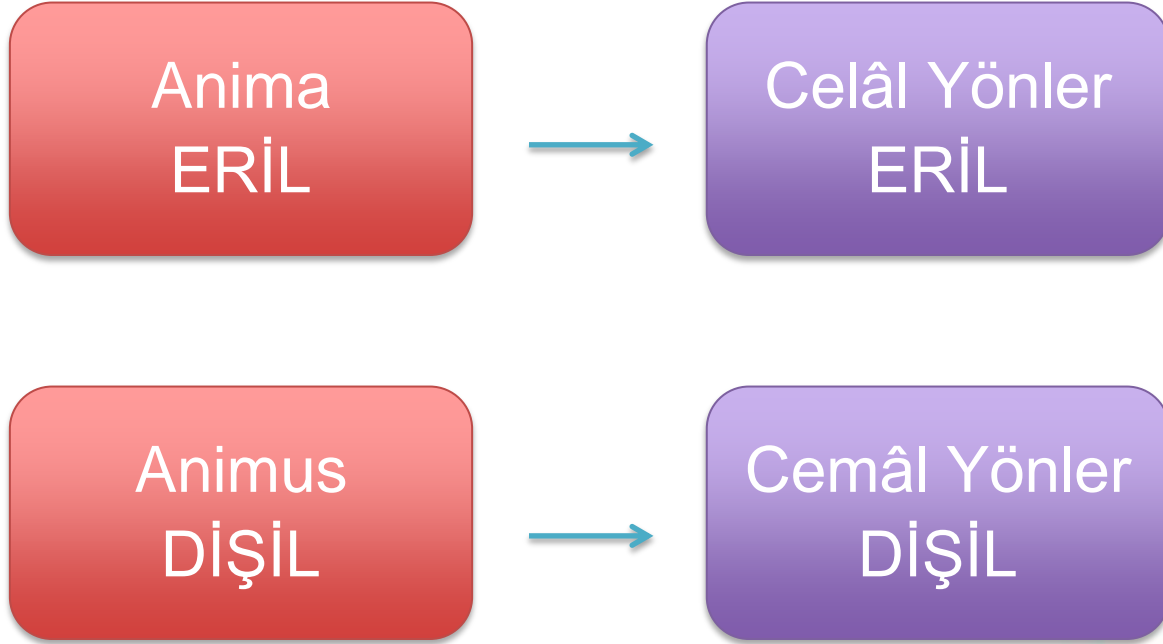 Anima
ERİL
Celâl Yönler
ERİL
Animus
DİŞİL
Cemâl Yönler
DİŞİL